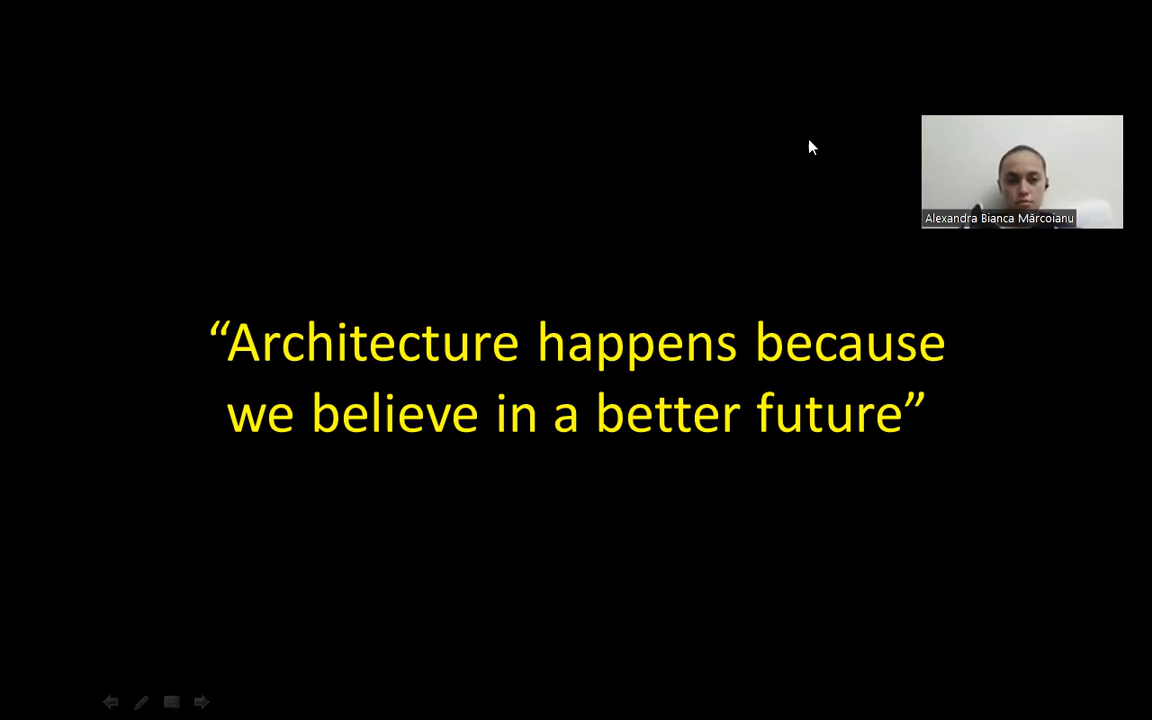 Alexandra Bianca Mărcoianu
“Architecture happens because
we believe in a better future”